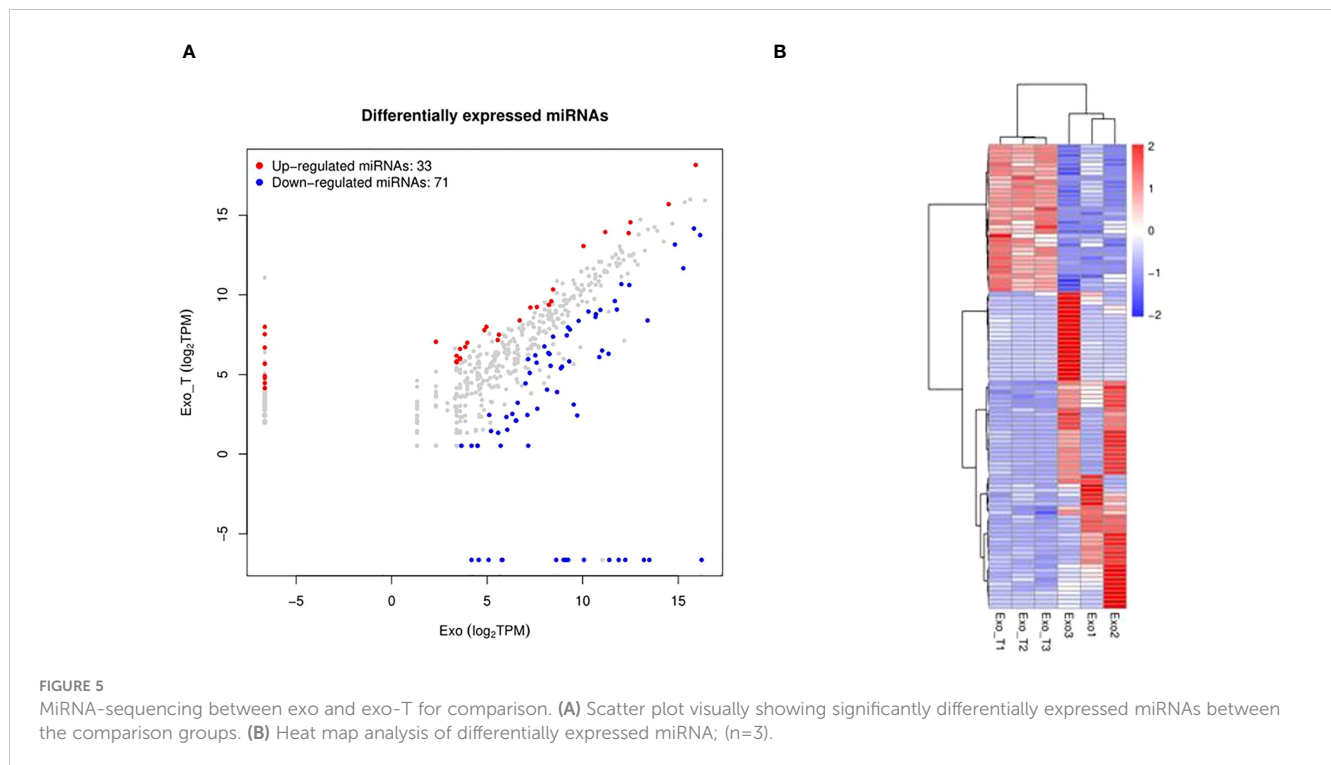 A
B
Differentially expressed miRNAs
Up-regulated miRNAs: 33
Down-regulated miRNAs: 71
15
10
5
0
-5
Exo_T (log₂TPM)
-5 0 5 10 15
Exo (log₂TPM)
2
1
0
-1
-2
Exo_T1
Exo_T2
Exo_T3
Exo3
Exo1
Exo2
FIGURE 5
MiRNA-sequencing between exo and exo-T for comparison. (A) Scatter plot visually showing significantly differentially expressed miRNAs between
the comparison groups. (B) Heat map analysis of differentially expressed miRNA; (n=3).